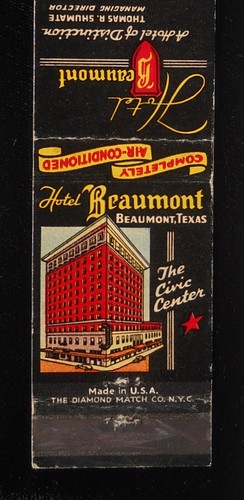 THOMAS R. SHUMATE
MANAGING DIRECTOR
A Hotel of Distinction
Hotel
B
Beaumont
COMPLETELY
AIR-CONDITIONED
Hotel Beaumont
BEAUMONT, TEXAS
The
Civic
Center
Made in U.S.A.
THE DIAMOND MATCH CO. N.Y.C.